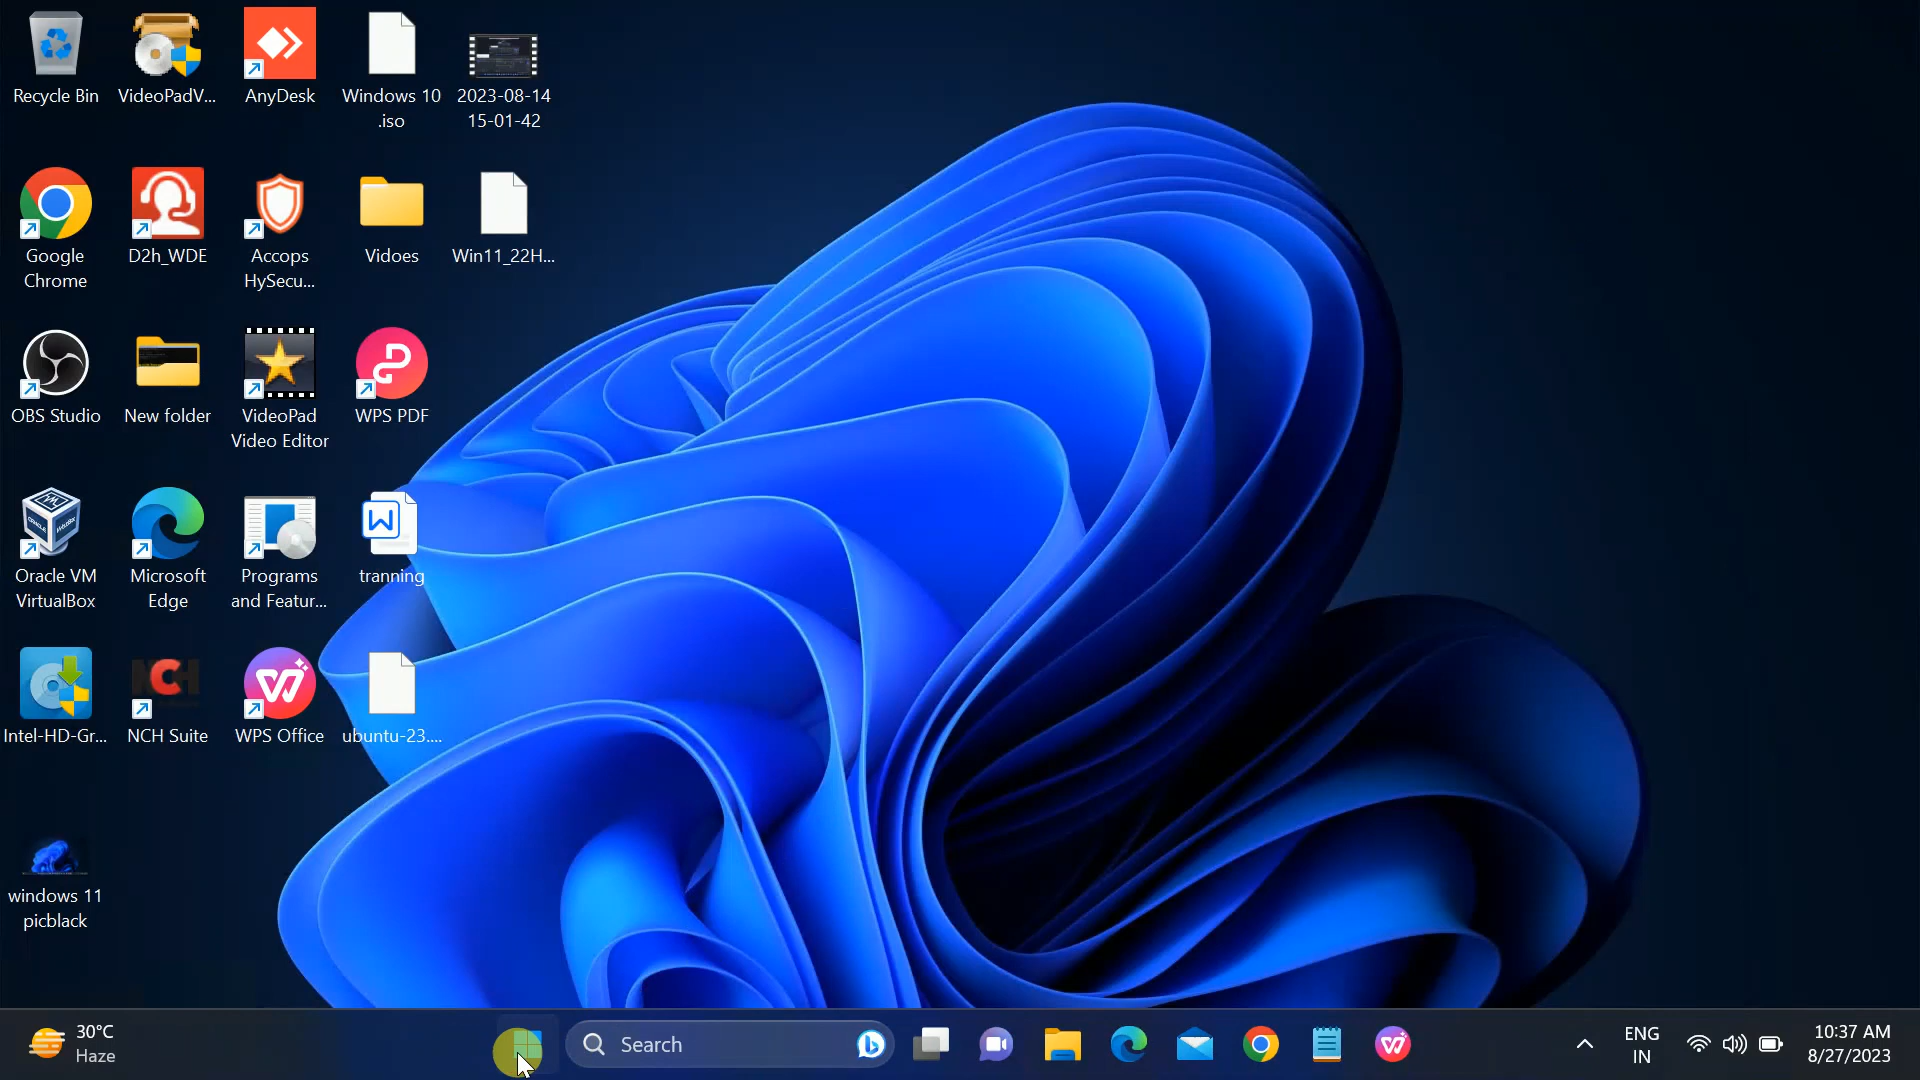 Recycle Bin
VideoPadV...
AnyDesk
Windows 10
.iso
2023-08-14
15-01-42
Google
Chrome
D2h_WDE
Accops
HySecu...
Vidoes
Win11_22H...
OBS Studio
New folder
VideoPad
Video Editor
WPS PDF
Oracle VM
VirtualBox
Microsoft
Edge
Programs
and Featur...
tranning
Intel-HD-Gr...
NCH
NCH Suite
WPS Office
ubuntu-23....
windows 11
picblack
30°C
Haze
Search
ENG
IN
10:37 AM
8/27/2023